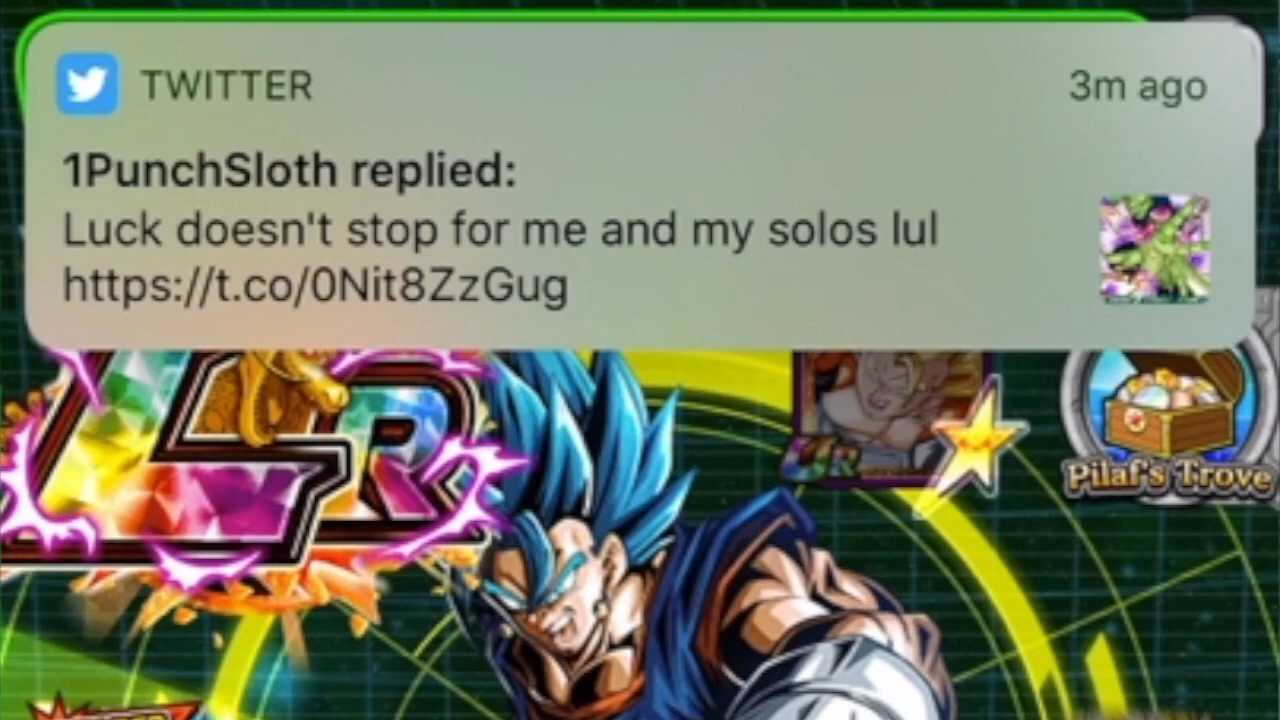 TWITTER
3m ago
1PunchSloth replied:
Luck doesn't stop for me and my solos lul
https://t.co/0Nit8ZzGug
LR
LR
Pilaf's Trove